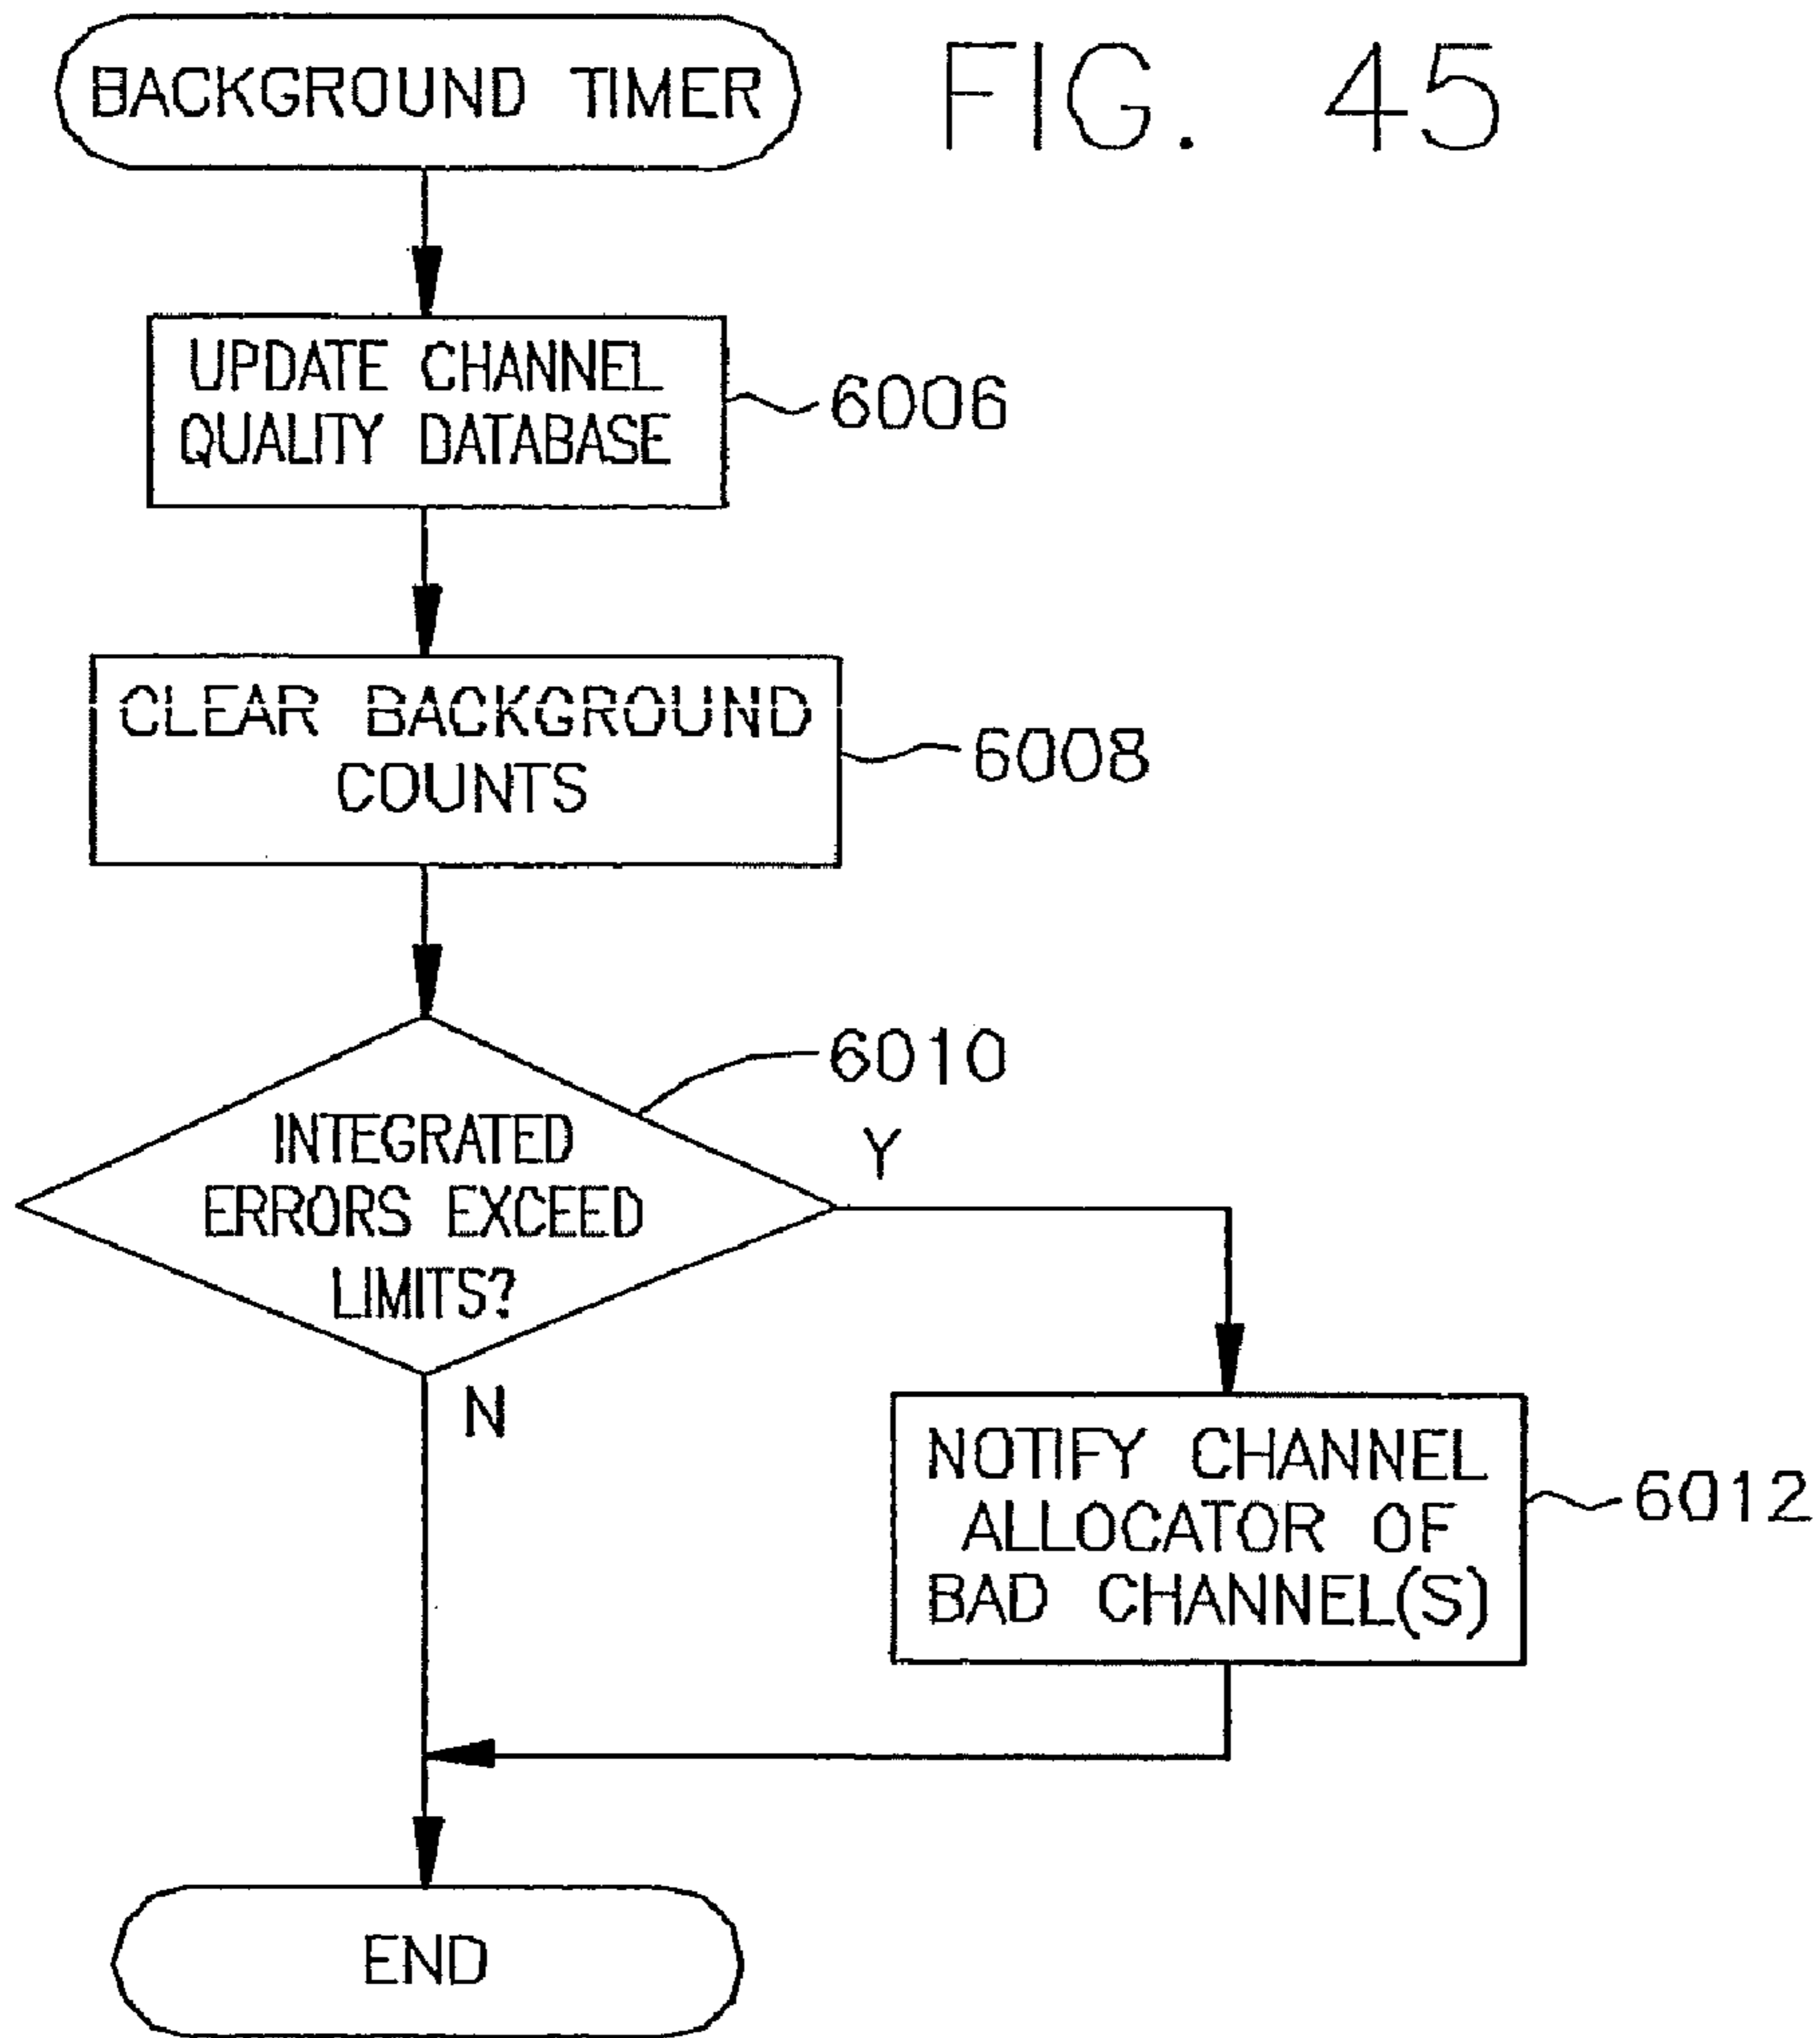 BACKGROUND TIMER
FIG. 45
UPDATE CHANNEL
QUALITY DATABASE
6006
CLEAR BACKGROUND
COUNTS
6008
6010
INTEGRATED
ERRORS EXCEED
LIMITS?
Y
N
NOTIFY CHANNEL
ALLOCATOR OF
BAD CHANNEL(S)
6012
END